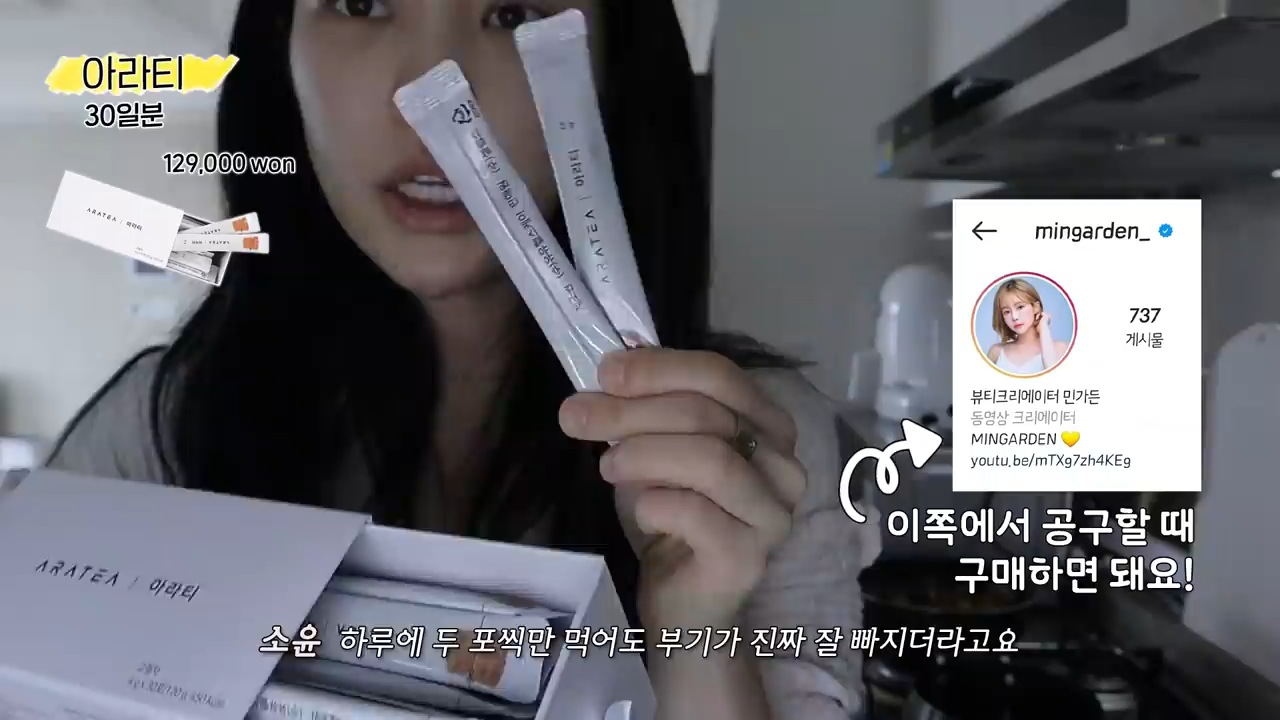 아라티
30일분
129,000 won
ARATEA | 아라티
ARATEA | 아라티
mingarden_
737
게시물
뷰티크리에이터 민가든
동영상 크리에이터
MINGARDEN 💛
youtu.be/mTXg7zh4KEg
이쪽에서 공구할 때
구매하면 돼요!
ARATEA | 아라티
고형차
소윤 하루에 두 포씩만 먹어도 부기가 진짜 잘 빠지더라고요